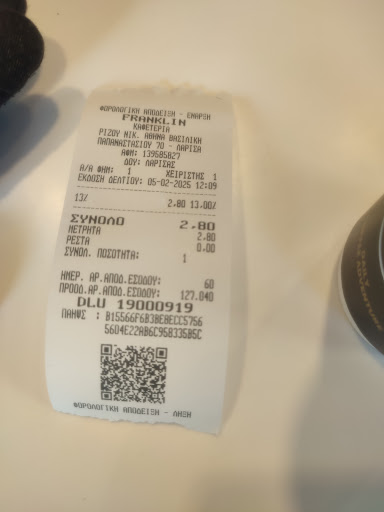 ΦΟΡΟΛΟΓΙΚΗ ΑΠΟΔΕΙΞΗ - ΕΝΑΡΞΗ
FRANKLIN
ΚΑΦΕΤΕΡΙΑ
ΡΙΖΟΥ ΝΙΚ. ΑΘΗΝΑ ΒΑΣΙΛΙΚΗ
ΠΑΠΑΝΑΣΤΑΣΙΟΥ 70 - ΛΑΡΙΣΑ
ΑΦΜ: 139585827
ΔΟΥ: ΛΑΡΙΣΑΣ
Α/Α ΦΗΜ: 1 ΧΕΙΡΙΣΤΗΣ 1
ΕΚΔΟΣΗ ΔΕΛΤΙΟΥ: 05-02-2025 12:09
13% 2.80 13.00%
ΣΥΝΟΛΟ 2.80
ΜΕΤΡΗΤΑ 2.80
ΡΕΣΤΑ 0.00
ΣΥΝΟΛ. ΠΟΣΟΤΗΤΑ: 1
ΗΜΕΡ. ΑΡ.ΑΠΟΔ.ΕΣΟΔΟΥ: 60
ΠΡΟΟΔ.ΑΡ.ΑΠΟΔ.ΕΣΟΔΟΥ: 127.040
DLU 19000919
ΠΑΗΨΣ : B15566F6B3BE8ECC5756
56D4E22AB6C95B335B5C
ΦΟΡΟΛΟΓΙΚΗ ΑΠΟΔΕΙΞΗ - ΛΗΞΗ